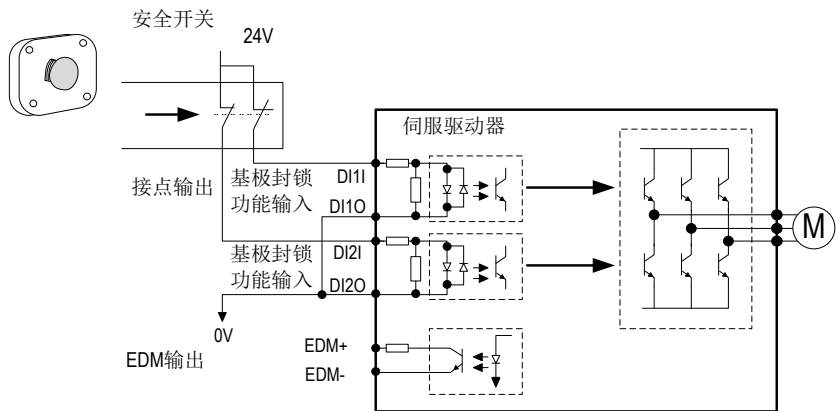 安全开关
24V
伺服驱动器
接点输出
基极封锁
功能输入
DI1I
DI1O
基极封锁
功能输入
DI2I
DI2O
0V
EDM输出
EDM+
EDM-
M